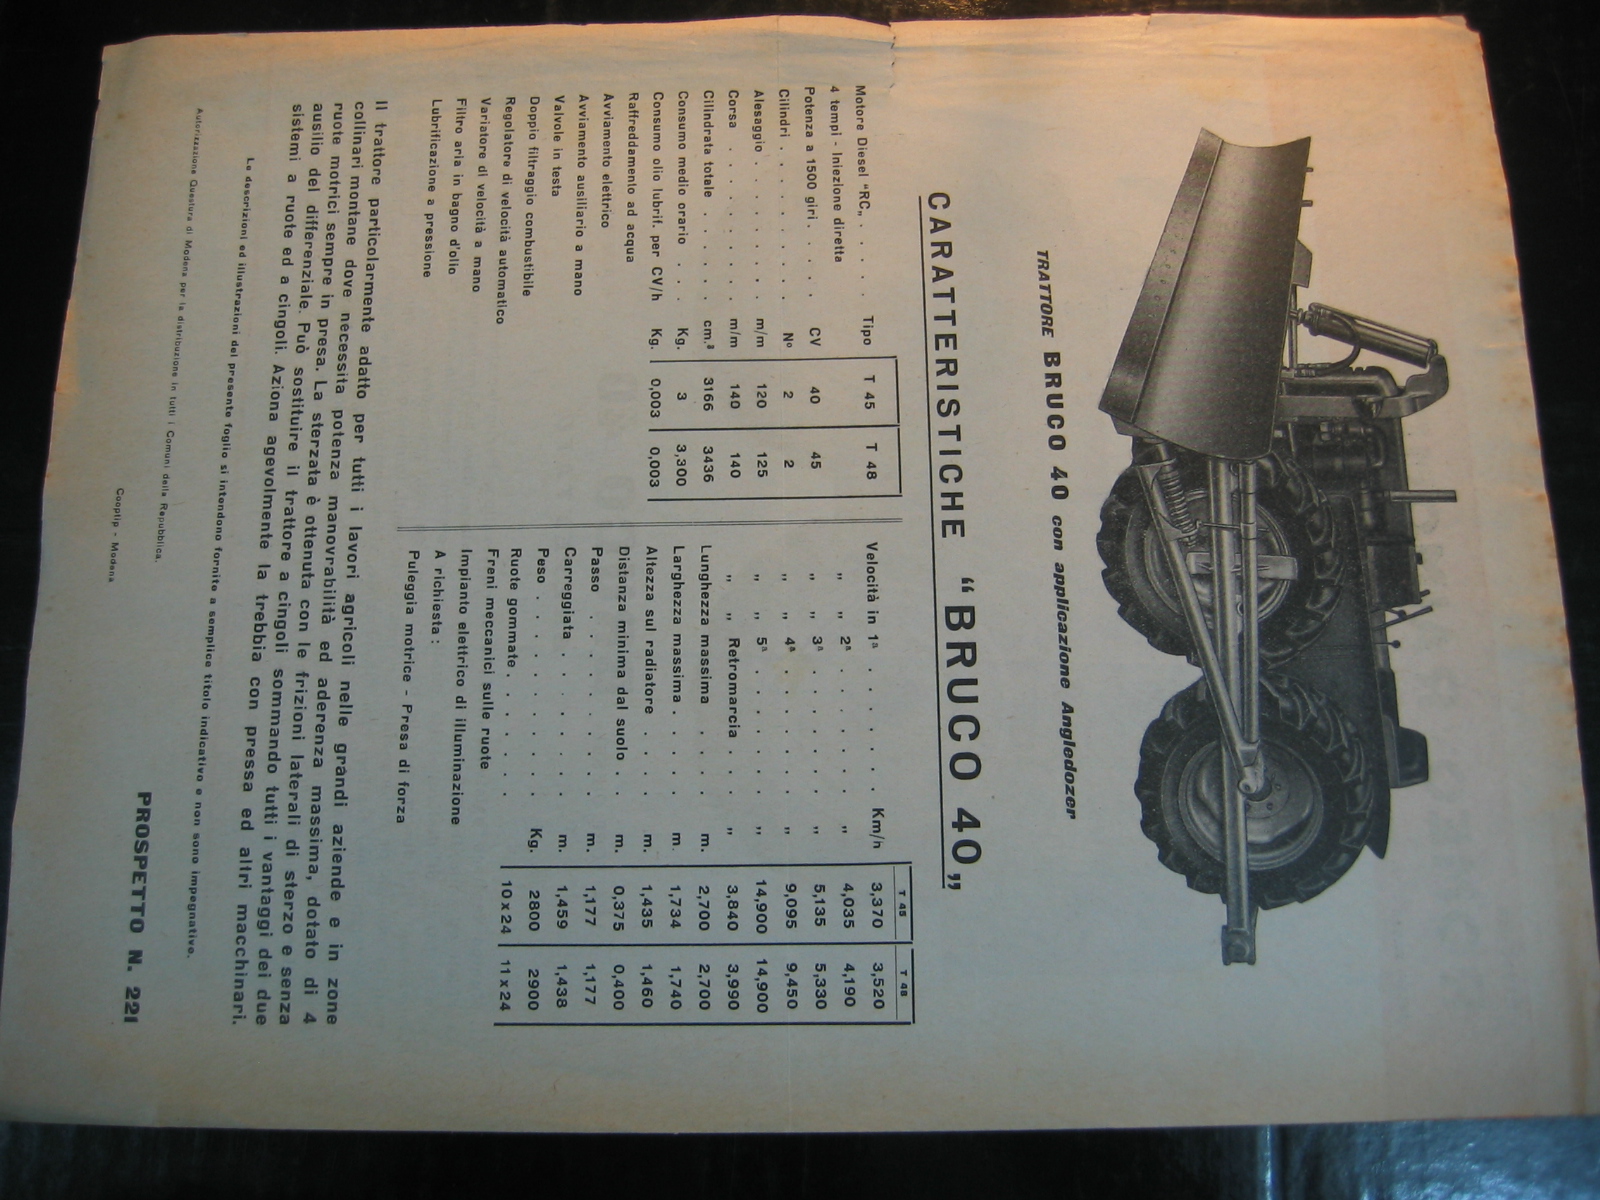 TRATTORE BRUCO 40 con applicazione Angledozer
CARATTERISTICHE “BRUCO 40„
Motore Diesel “RC„ . . . . . Tipo T 45 T 48
4 tempi - Iniezione diretta
Potenza a 1500 giri . . . . CV 40 45
Cilindri . . . . . . . Nº 2 2
Alesaggio . . . . . . . m/m 120 125
Corsa . . . . . . . . m/m 140 140
Cilindrata totale . . . . . cm.³ 3166 3436
Consumo medio orario . . . Kg. 3 3,300
Consumo olio lubrif. per CV/h Kg. 0,003 0,003
Raffreddamento ad acqua
Avviamento elettrico
Avviamento ausiliario a mano
Valvole in testa
Doppio filtraggio combustibile
Regolatore di velocità automatico
Variatore di velocità a mano
Filtro aria in bagno d'olio
Lubrificazione a pressione
T 45 T 48
Velocità in 1ª . . . . . . Km/h 3,370 3,520
„ „ 2ª . . . . . . „ 4,035 4,190
„ „ 3ª . . . . . . „ 5,135 5,330
„ „ 4ª . . . . . . „ 9,095 9,450
„ „ 5ª . . . . . . „ 14,900 14,900
„ „ Retromarcia . . . „ 3,840 3,990
Lunghezza massima . . . . m. 2,700 2,700
Larghezza massima . . . . m. 1,734 1,740
Altezza sul radiatore . . . . m. 1,435 1,460
Distanza minima dal suolo . . m. 0,375 0,400
Passo . . . . . . . . m. 1,177 1,177
Carreggiata . . . . . . . m. 1,459 1,438
Peso . . . . . . . . Kg. 2800 2900
Ruote gommate . . . . . . 10 x 24 11 x 24
Freni meccanici sulle ruote
Impianto elettrico di illuminazione
A richiesta :
Puleggia motrice - Presa di forza
Il trattore particolarmente adatto per tutti i lavori agricoli nelle grandi aziende e in zone
collinari montane dove necessita potenza manovrabilità ed aderenza massima, dotato di 4
ruote motrici sempre in presa. La sterzata è ottenuta con le frizioni laterali di sterzo e senza
ausilio del differenziale. Può sostituire il trattore a cingoli sommando tutti i vantaggi dei due
sistemi a ruote ed a cingoli. Aziona agevolmente la trebbia con pressa ed altri macchinari.
Le descrizioni ed illustrazioni del presente foglio si intendono fornite a semplice titolo indicativo e non sono impegnativo.
Autorizzazione Questura di Modena per la distribuzione in tutti i Comuni della Repubblica.
Cooptip - Modena
PROSPETTO N. 221